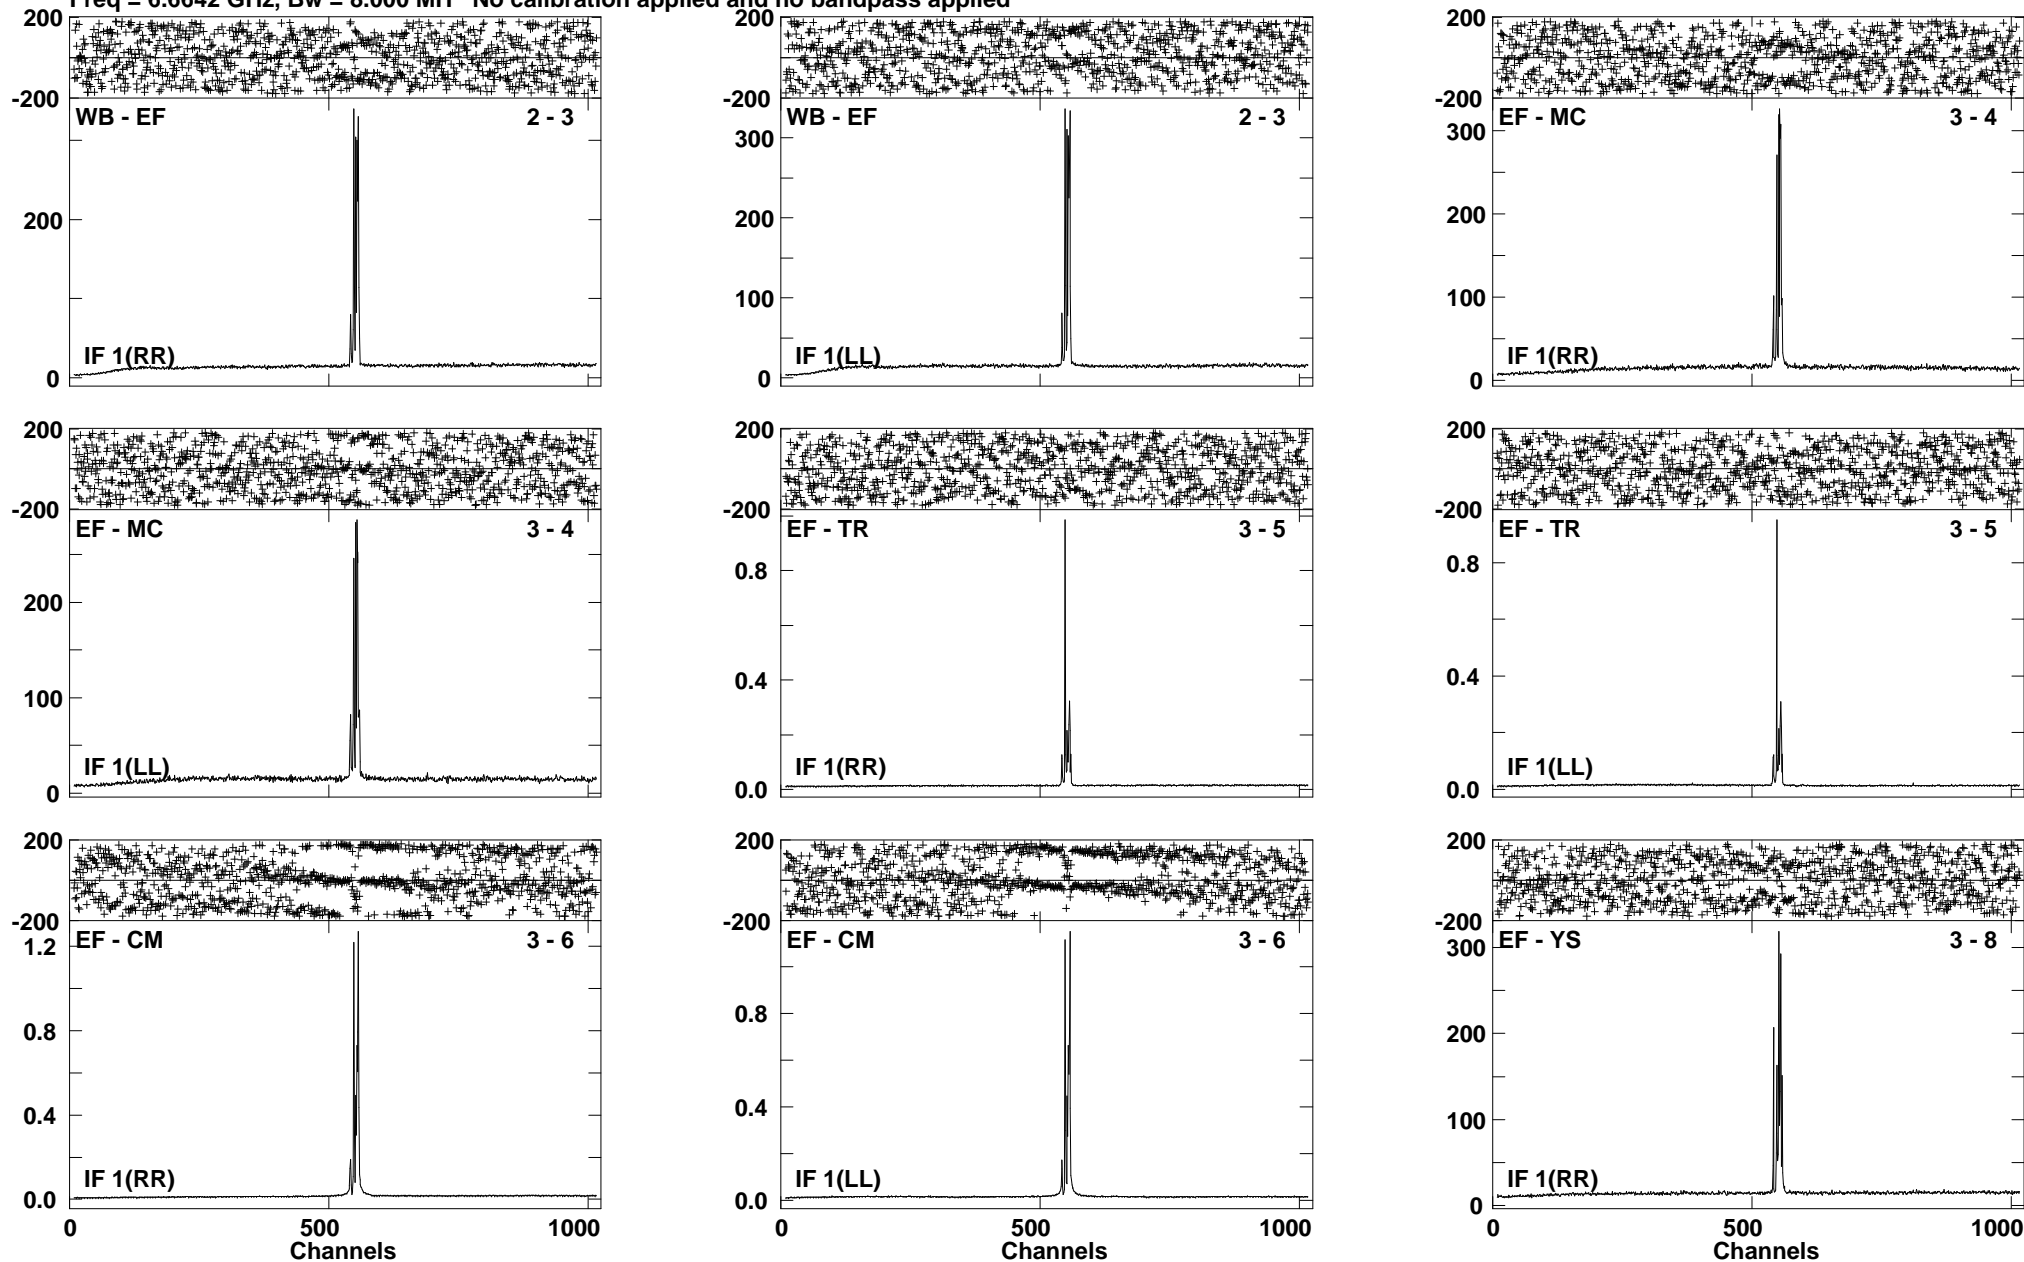 Freq = 6.6642 GHz, Bw = 8.000 MH No calibration applied and no bandpass applied
200 200 200
-200 -200 -200
WB - EF 2 - 3 WB - EF 2 - 3 EF - MC 3 - 4
300 300
200 200 200
100 100
IF 1(RR) IF 1(LL) IF 1(RR)
0 0 0
200 200 200
-200 -200 -200
EF - MC 3 - 4 EF - TR 3 - 5 EF - TR 3 - 5
200 0.8 0.8
100 0.4 0.4
IF 1(LL) IF 1(RR) IF 1(LL)
0 0.0 0.0
200 200 200
-200 -200 -200
EF - CM 3 - 6 EF - CM 3 - 6 EF - YS 3 - 8
1.2 300
0.8 0.8 200
0.4 0.4 100
IF 1(RR) IF 1(LL) IF 1(RR)
0.0 0.0 0
0 500 1000 0 500 1000 0 500 1000
Channels Channels Channels